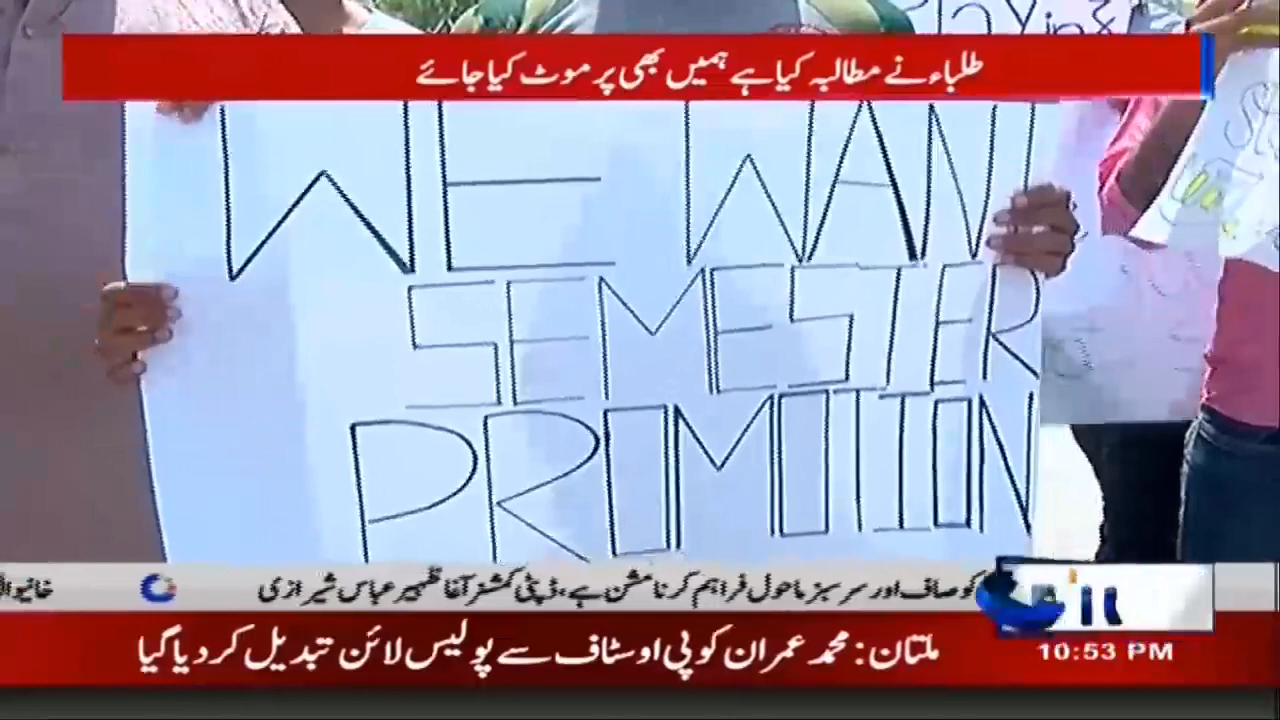 طلباء نے مطالبہ کیا ہے ہمیں بھی پرموٹ کیا جائے
WE WANT
SEMESTER
PROMOTION
کو صاف اور سرسبز ماحول فراہم کرنا مشن ہے، ڈپٹی کمشنر آغا ظہیر عباس شیرازی
ملتان: محمد عمران کو پی او سٹاف سے پولیس لائن تبدیل کر دیا گیا
10:53 PM